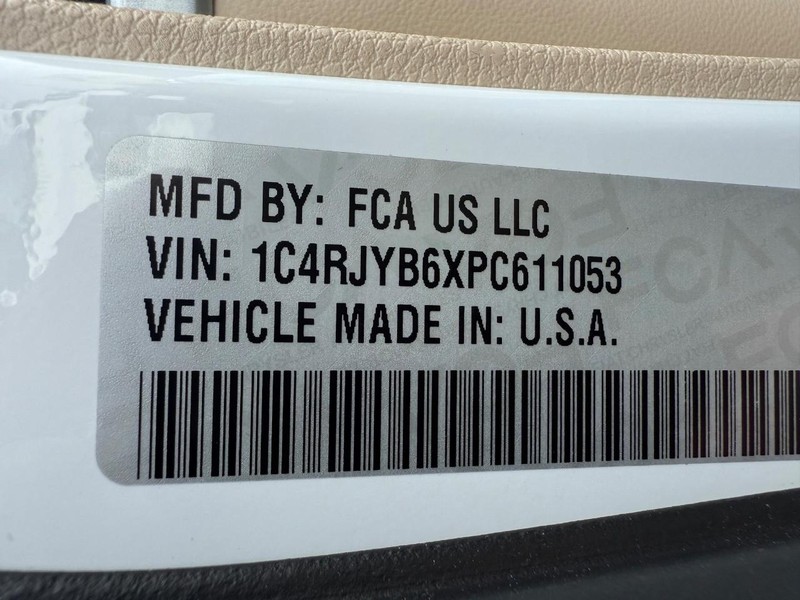 MFD BY: FCA US LLC
VIN: 1C4RJYB6XPC611053
VEHICLE MADE IN: U.S.A.